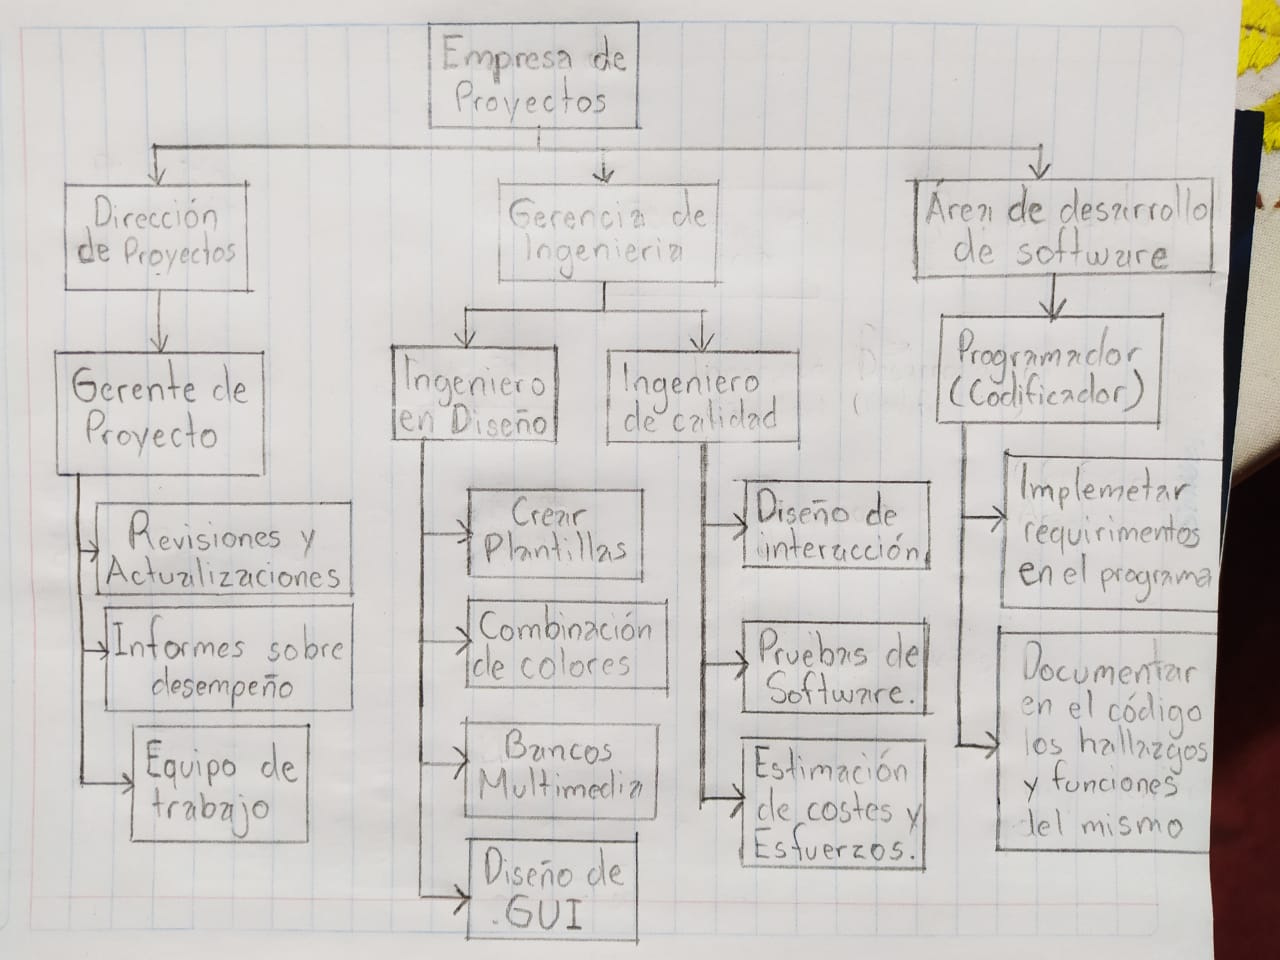 Empresa de
Proyectos
Dirección
de Proyectos
Gerencia de
Ingenieria
Área de desarrollo
de software
Gerente de
Proyecto
Ingeniero
en Diseño
Ingeniero
de calidad
Programador
(Codificador)
Revisiones y
Actualizaciones
Informes sobre
desempeño
Equipo de
trabajo
Crear
Plantillas
Combinación
de colores
Bancos
Multimedia
Diseño de
GUI
Diseño de
interacción.
Pruebas de
Software.
Estimación
de costes y
Esfuerzos.
Implemetar
requirimentos
en el programa
Documentar
en el código
los hallazgos
y funciones
del mismo